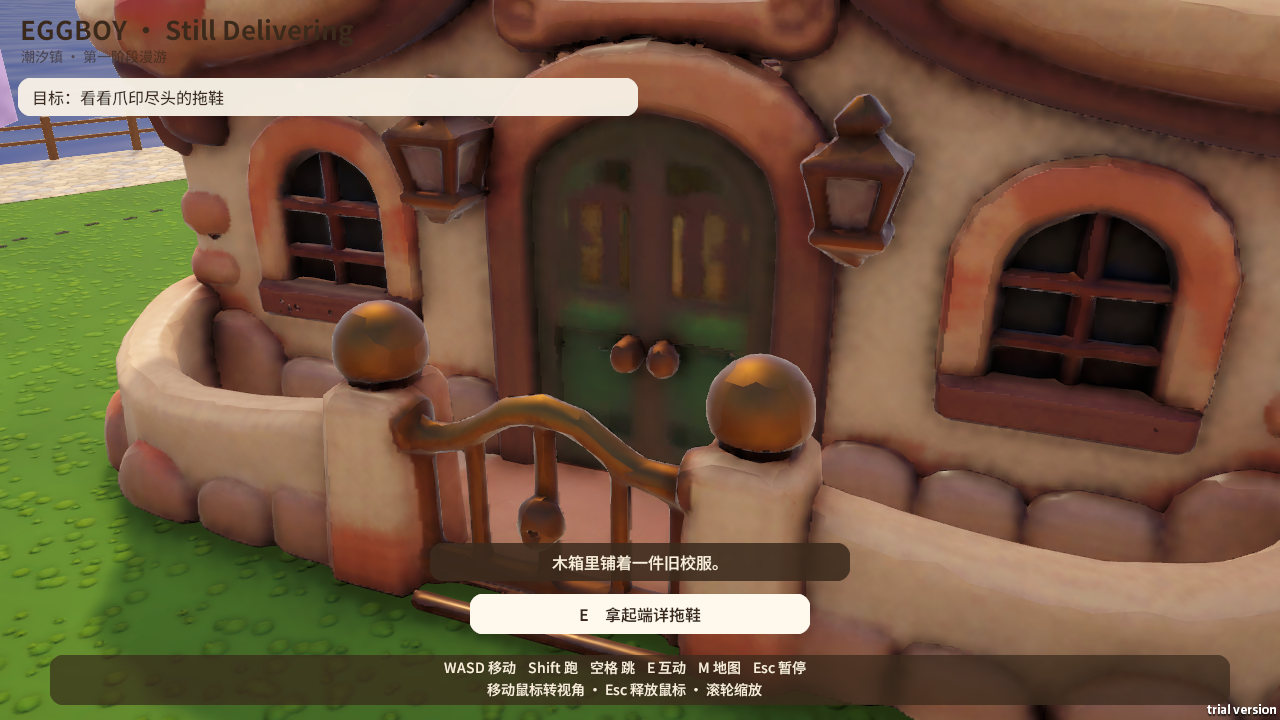 EGGBOY · Still Delivering
潮汐镇 · 第一阶段漫游
目标：看看爪印尽头的拖鞋
木箱里铺着一件旧校服。
E 拿起端详拖鞋
WASD 移动 Shift 跑 空格 跳 E 互动 M 地图 Esc 暂停
移动鼠标转视角 · Esc 释放鼠标 · 滚轮缩放
trial version